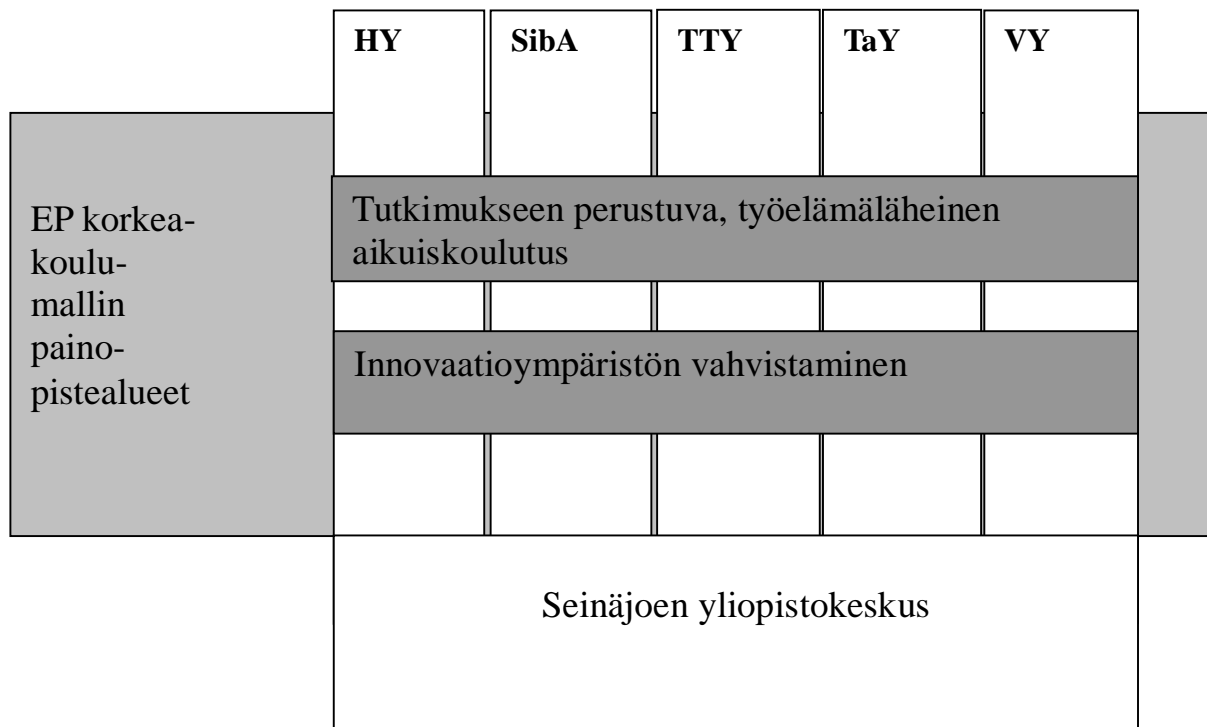 HY SibA TTY TaY VY
EP korkea-
koulu-
mallin
paino-
pistealueet
Tutkimukseen perustuva, työelämäläheinen
aikuiskoulutus
Innovaatioympäristön vahvistaminen
Seinäjoen yliopistokeskus